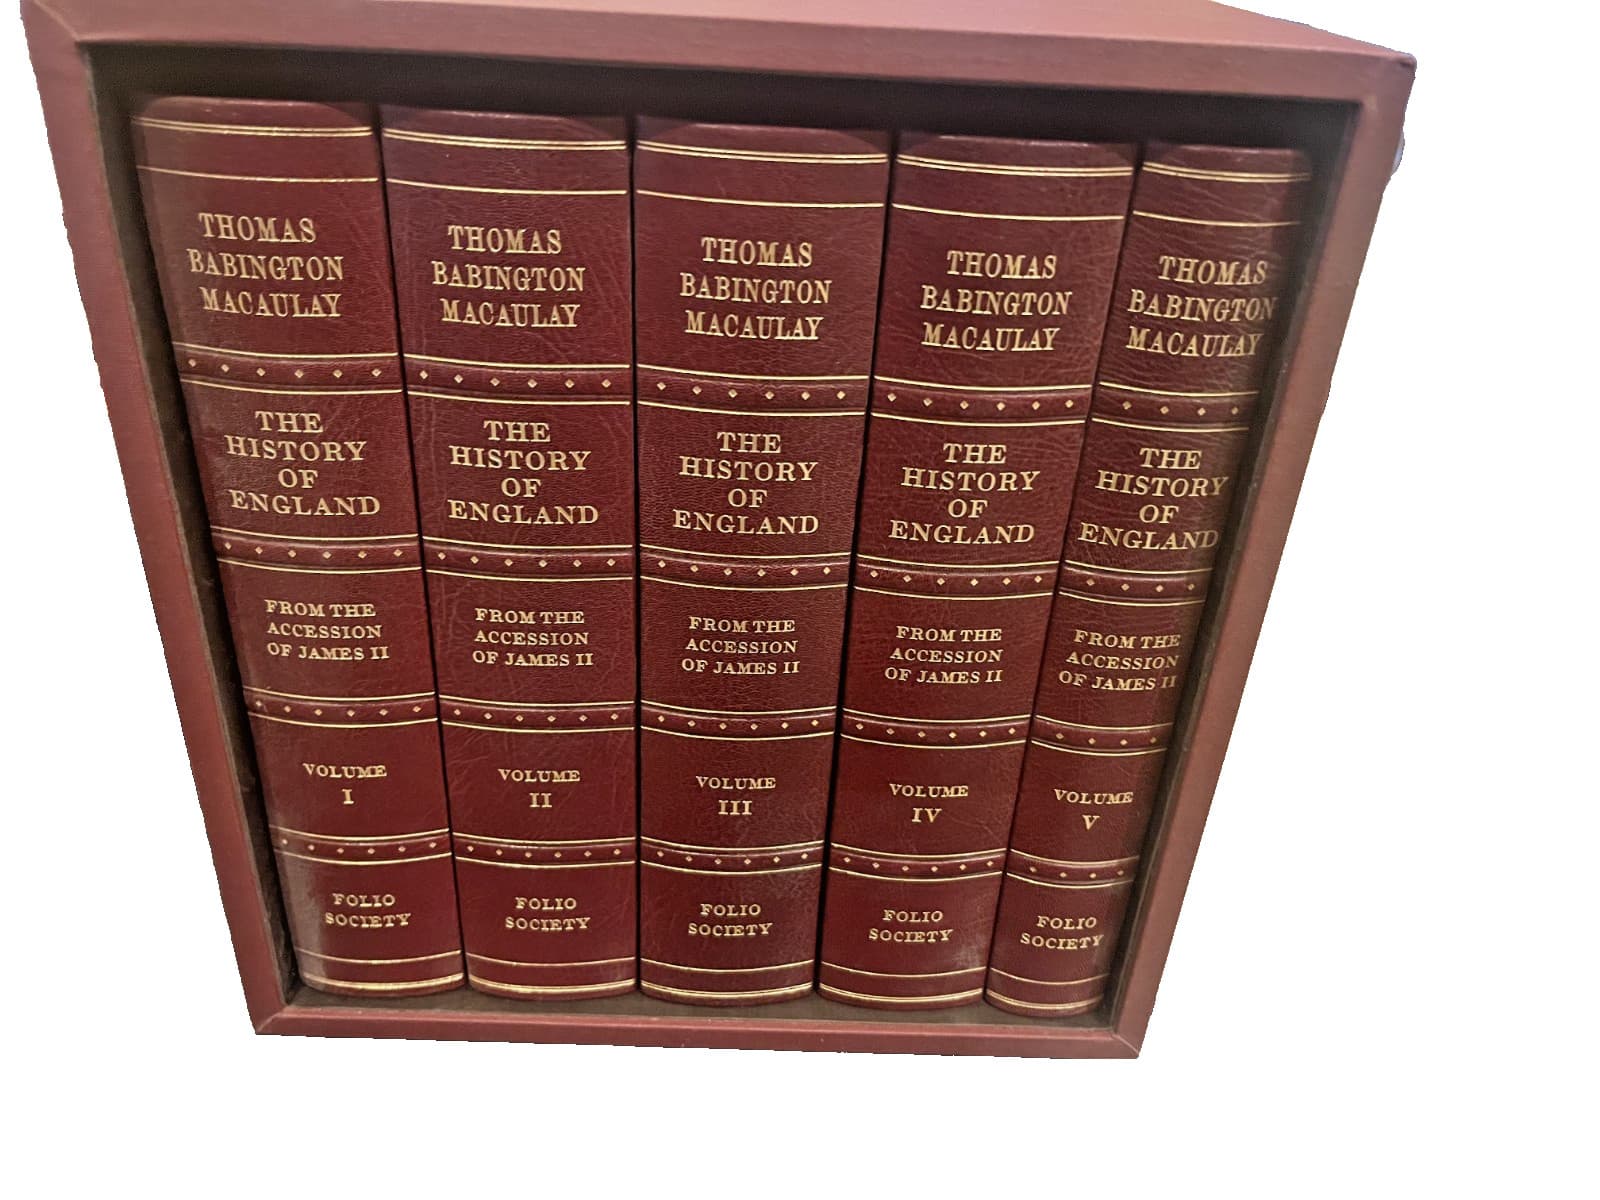 THOMAS
BABINGTON
MACAULAY
THE
HISTORY
OF
ENGLAND
FROM THE
ACCESSION
OF JAMES II
VOLUME
I
FOLIO
SOCIETY
THOMAS
BABINGTON
MACAULAY
THE
HISTORY
OF
ENGLAND
FROM THE
ACCESSION
OF JAMES II
VOLUME
II
FOLIO
SOCIETY
THOMAS
BABINGTON
MACAULAY
THE
HISTORY
OF
ENGLAND
FROM THE
ACCESSION
OF JAMES II
VOLUME
III
FOLIO
SOCIETY
THOMAS
BABINGTON
MACAULAY
THE
HISTORY
OF
ENGLAND
FROM THE
ACCESSION
OF JAMES II
VOLUME
IV
FOLIO
SOCIETY
THOMAS
BABINGTON
MACAULAY
THE
HISTORY
OF
ENGLAND
FROM THE
ACCESSION
OF JAMES II
VOLUME
V
FOLIO
SOCIETY